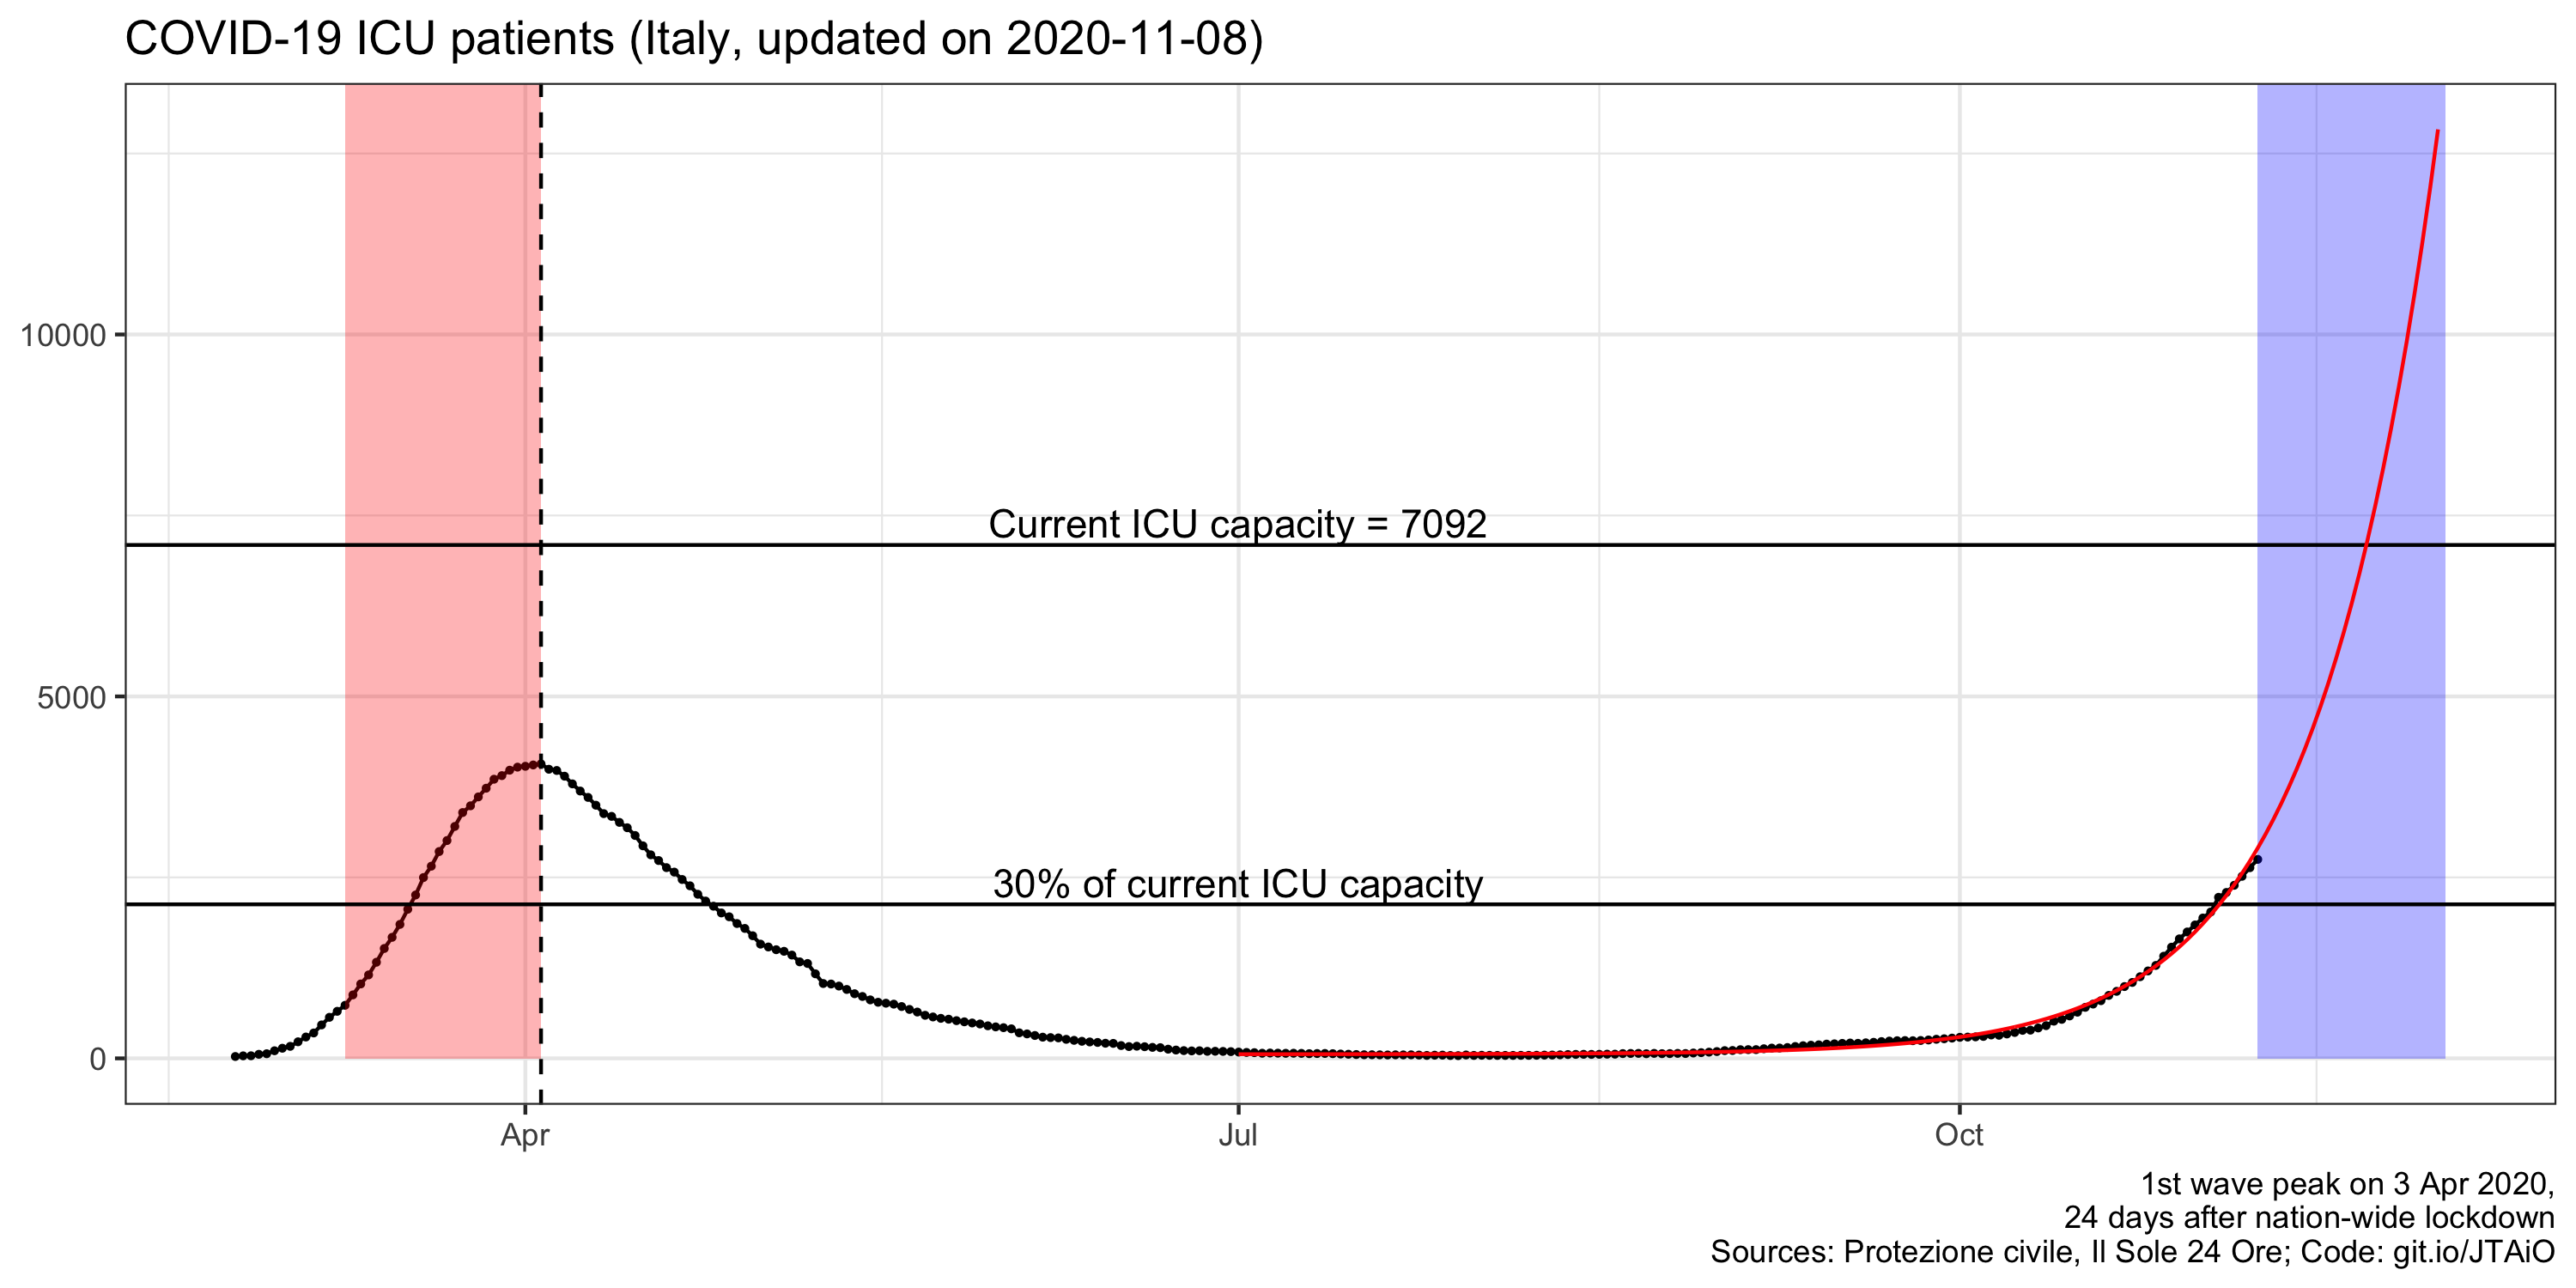 COVID-19 ICU patients (Italy, updated on 2020-11-08)
10000
Current ICU capacity = 7092
5000
30% of current ICU capacity
0
Apr
Jul
Oct
1st wave peak on 3 Apr 2020,
24 days after nation-wide lockdown
Sources: Protezione civile, Il Sole 24 Ore; Code: git.io/JTAiO